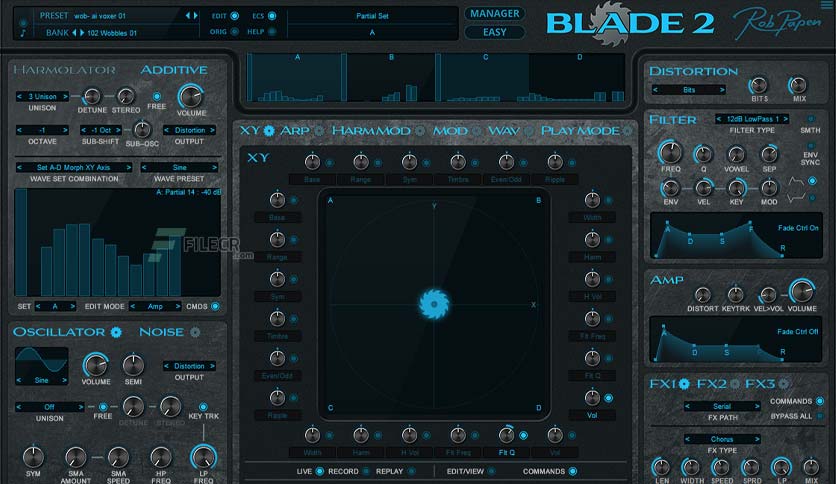 PRESET wob- ai voxer 01 EDIT ECS Partial Set
BANK 102 Wobbles 01 ORIG HELP A
MANAGER
EASY
BLADE 2
Rob Papen
HARMOLATOR ADDITIVE
3 Unison
UNISON DETUNE STEREO FREE VOLUME
-1 -1 Oct Distortion
OCTAVE SUB-SHIFT SUB-OSC OUTPUT
Set A-D Morph XY Axis Sine
WAVE SET COMBINATION WAVE PRESET
A: Partial 14 : -40 dB
FILECR
.com
SET A EDIT MODE Amp CMDS
OSCILLATOR NOISE
Sine
VOLUME SEMI
Distortion
OUTPUT
Off
UNISON FREE DETUNE STEREO KEY TRK
SYM SMA AMOUNT SMA SPEED HP FREQ LP FREQ
A B C D
XY ARP HARMMOD MOD WAV PLAY MODE
XY
Base Range Sym Timbre Even/Odd Ripple
Base
Range
Sym
Timbre
Even/Odd
Ripple
A Y B
X
C D
Width
Harm
H Vol
Flt Freq
Flt Q
Vol
Width Harm H Vol Flt Freq Flt Q Vol
LIVE RECORD REPLAY EDIT/VIEW COMMANDS
DISTORTION
Bits
BITS MIX
FILTER
12dB LowPass 1
FILTER TYPE
SMTH
ENV SYNC
FREQ Q VOWEL SEP
ENV VEL KEY MOD
Fade Ctrl On
A D S F R
AMP
DISTORT KEYTRK VEL>VOL VOLUME
Fade Ctrl Off
A D S F R
FX1 FX2 FX3
Serial
FX PATH
COMMANDS
BYPASS ALL
Chorus
FX TYPE
LEN WIDTH SPEED SPRD LP MIX